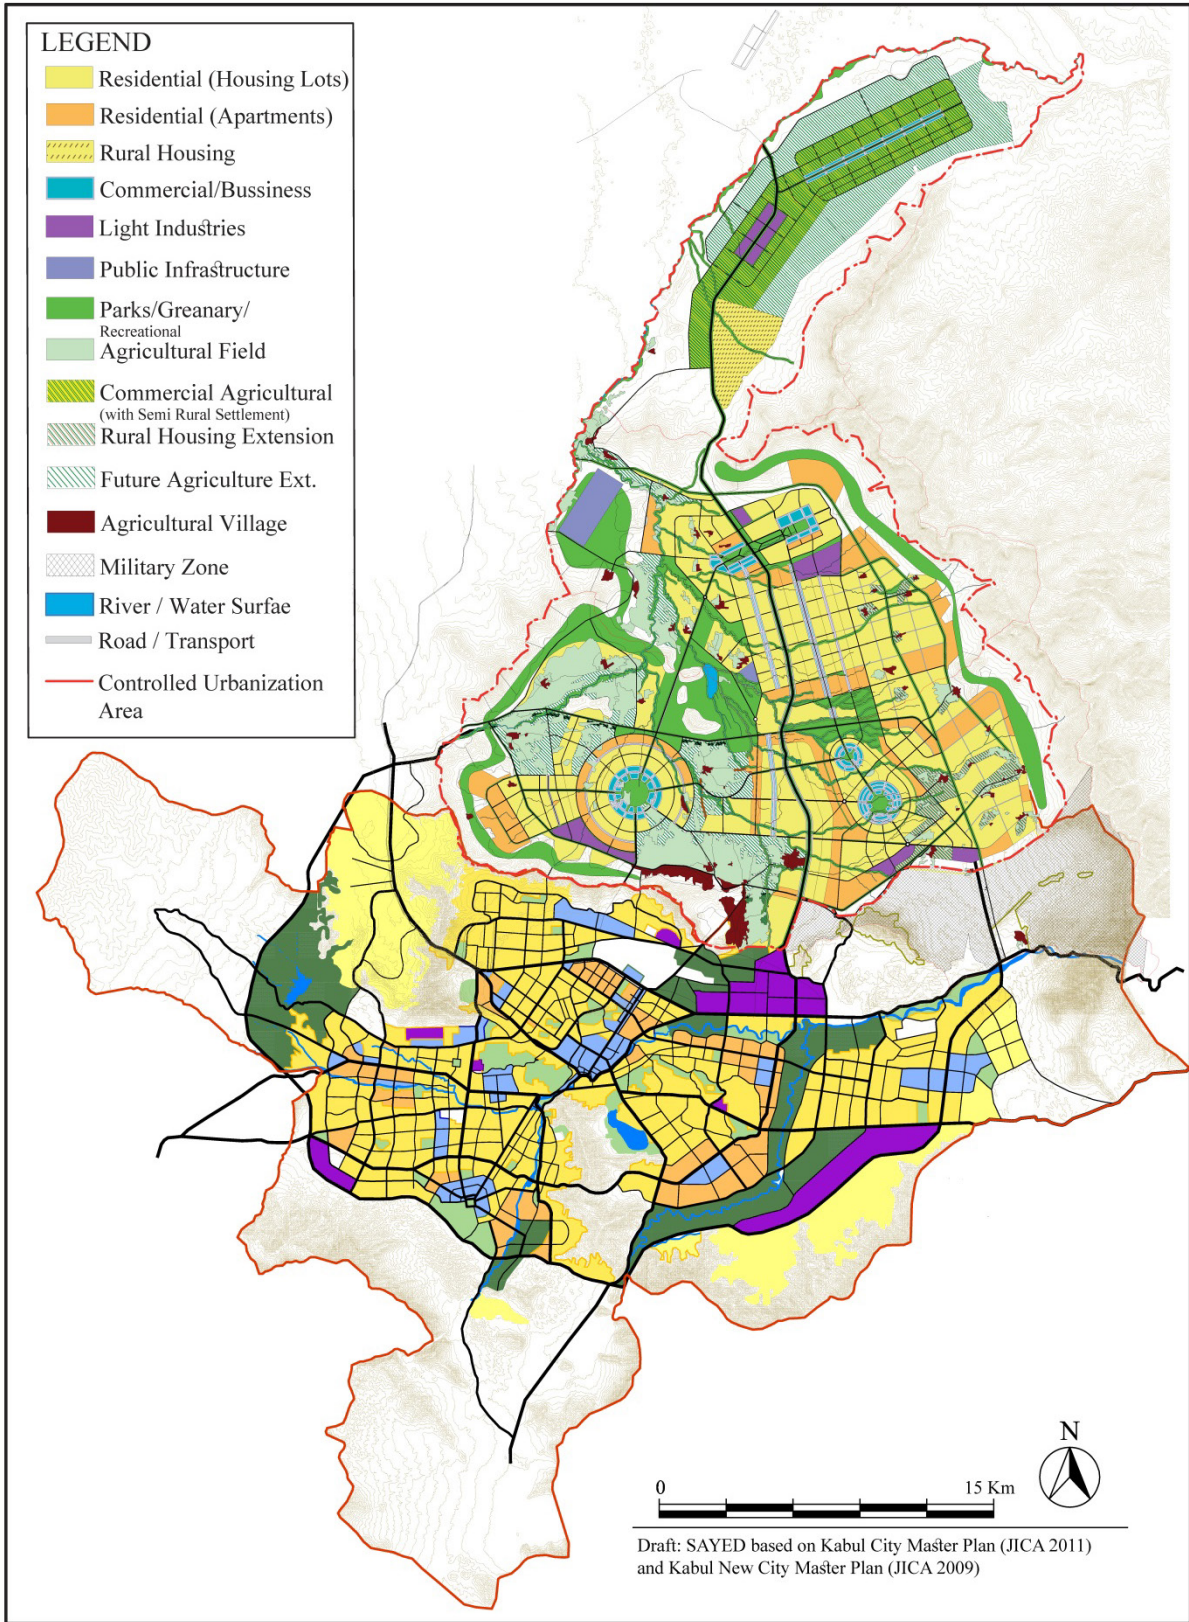 LEGEND
Residential (Housing Lots)
Residential (Apartments)
Rural Housing
Commercial/Bussiness
Light Industries
Public Infrastructure
Parks/Greanary/
Recreational
Agricultural Field
Commercial Agricultural
(with Semi Rural Settlement)
Rural Housing Extension
Future Agriculture Ext.
Agricultural Village
Military Zone
River / Water Surfae
Road / Transport
Controlled Urbanization
Area
N
0 15 Km
Draft: SAYED based on Kabul City Master Plan (JICA 2011)
and Kabul New City Master Plan (JICA 2009)